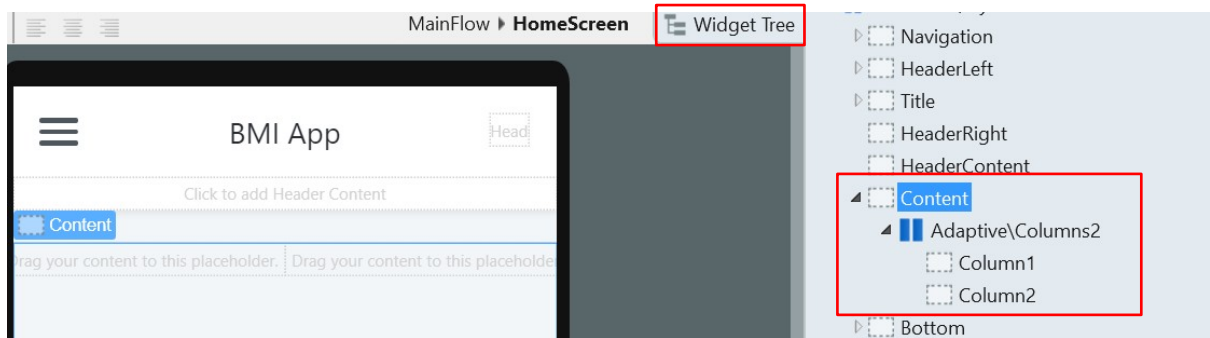 MainFlow HomeScreen
Widget Tree
BMI App
Head
Click to add Header Content
Content
Drag your content to this placeholder.
Drag your content to this placeholde
Navigation
HeaderLeft
Title
HeaderRight
HeaderContent
Content
Adaptive\Columns2
Column1
Column2
Bottom